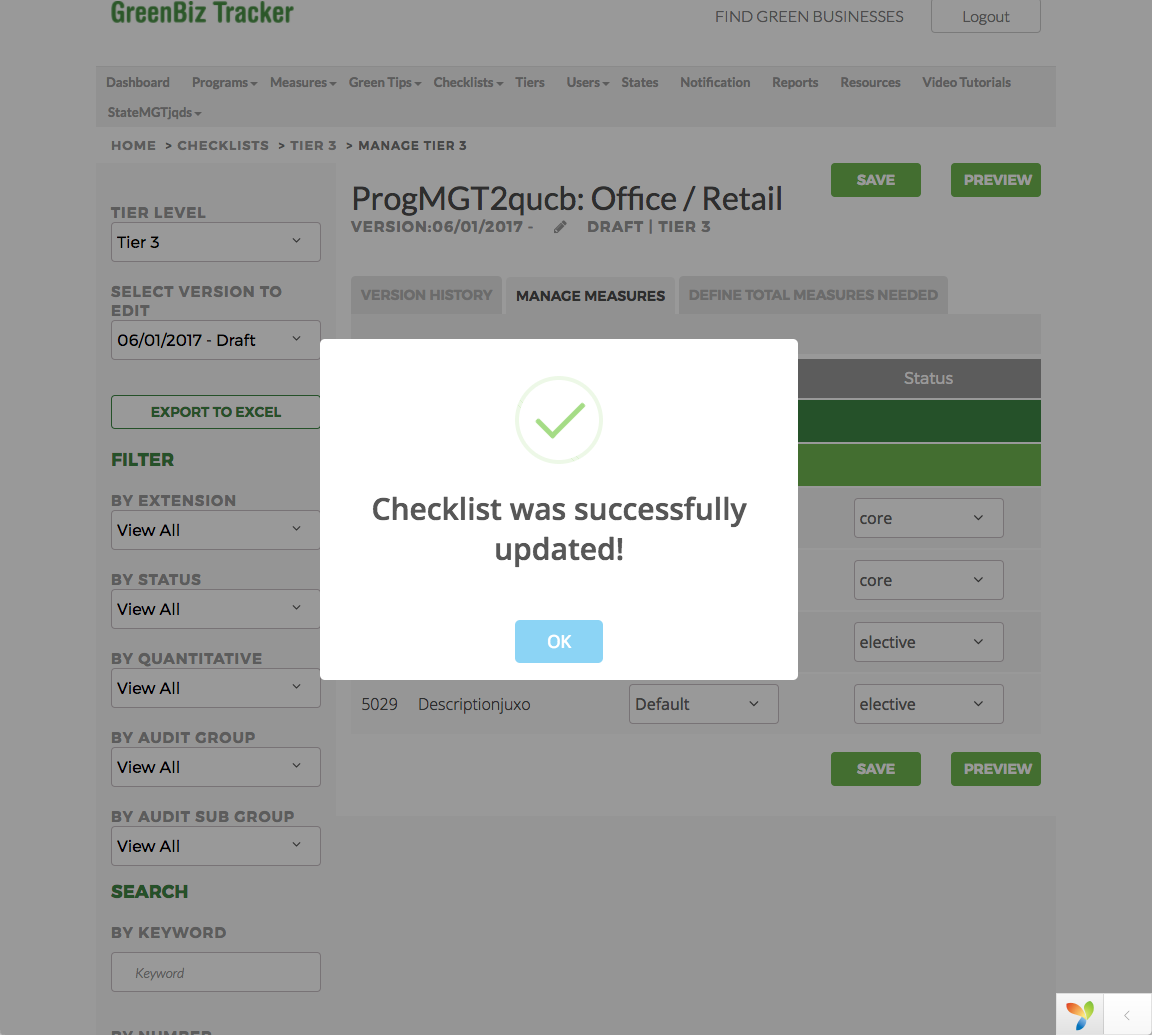 GreenBiz Tracker
FIND GREEN BUSINESSES
Logout
Dashboard Programs Measures Green Tips Checklists Tiers Users States Notification Reports Resources Video Tutorials
StateMGTjqds
HOME > CHECKLISTS > TIER 3 > MANAGE TIER 3
TIER LEVEL
Tier 3
SELECT VERSION TO
EDIT
06/01/2017 - Draft
EXPORT TO EXCEL
FILTER
BY EXTENSION
View All
BY STATUS
View All
BY QUANTITATIVE
View All
BY AUDIT GROUP
View All
BY AUDIT SUB GROUP
View All
SEARCH
BY KEYWORD
Keyword
BY NUMBER
ProgMGT2qucb: Office / Retail
SAVE PREVIEW
VERSION:06/01/2017 - DRAFT | TIER 3
VERSION HISTORY MANAGE MEASURES DEFINE TOTAL MEASURES NEEDED
Status
core
core
elective
5029 Descriptionjuxo Default elective
SAVE PREVIEW
Checklist was successfully
updated!
OK